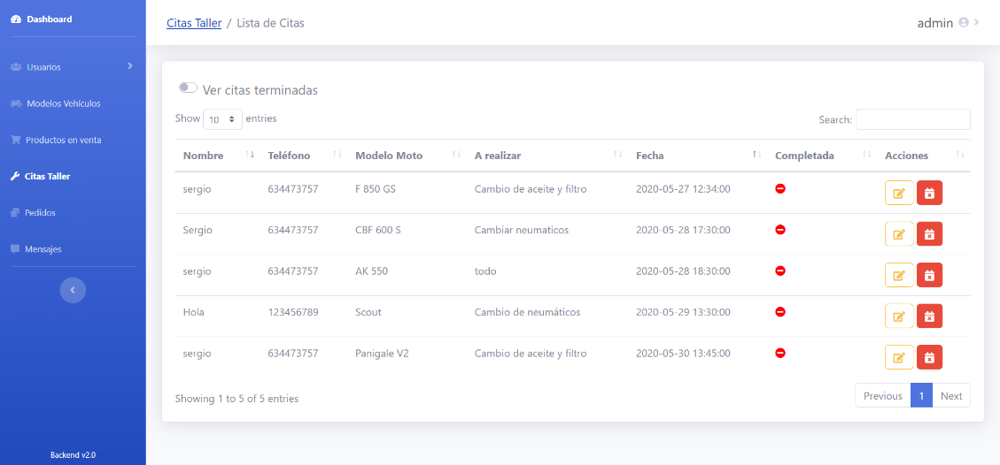 Dashboard
Usuarios
Modelos Vehículos
Productos en venta
Citas Taller
Pedidos
Mensajes
Backend v2.0
Citas Taller / Lista de Citas
admin
Ver citas terminadas
Show 10 entries
Search:
Nombre Teléfono Modelo Moto A realizar Fecha Completada Acciones
sergio 634473757 F 850 GS Cambio de aceite y filtro 2020-05-27 12:34:00
Sergio 634473757 CBF 600 S Cambiar neumaticos 2020-05-28 17:30:00
sergio 634473757 AK 550 todo 2020-05-28 18:30:00
Hola 123456789 Scout Cambio de neumáticos 2020-05-29 13:30:00
sergio 634473757 Panigale V2 Cambio de aceite y filtro 2020-05-30 13:45:00
Showing 1 to 5 of 5 entries
Previous 1 Next